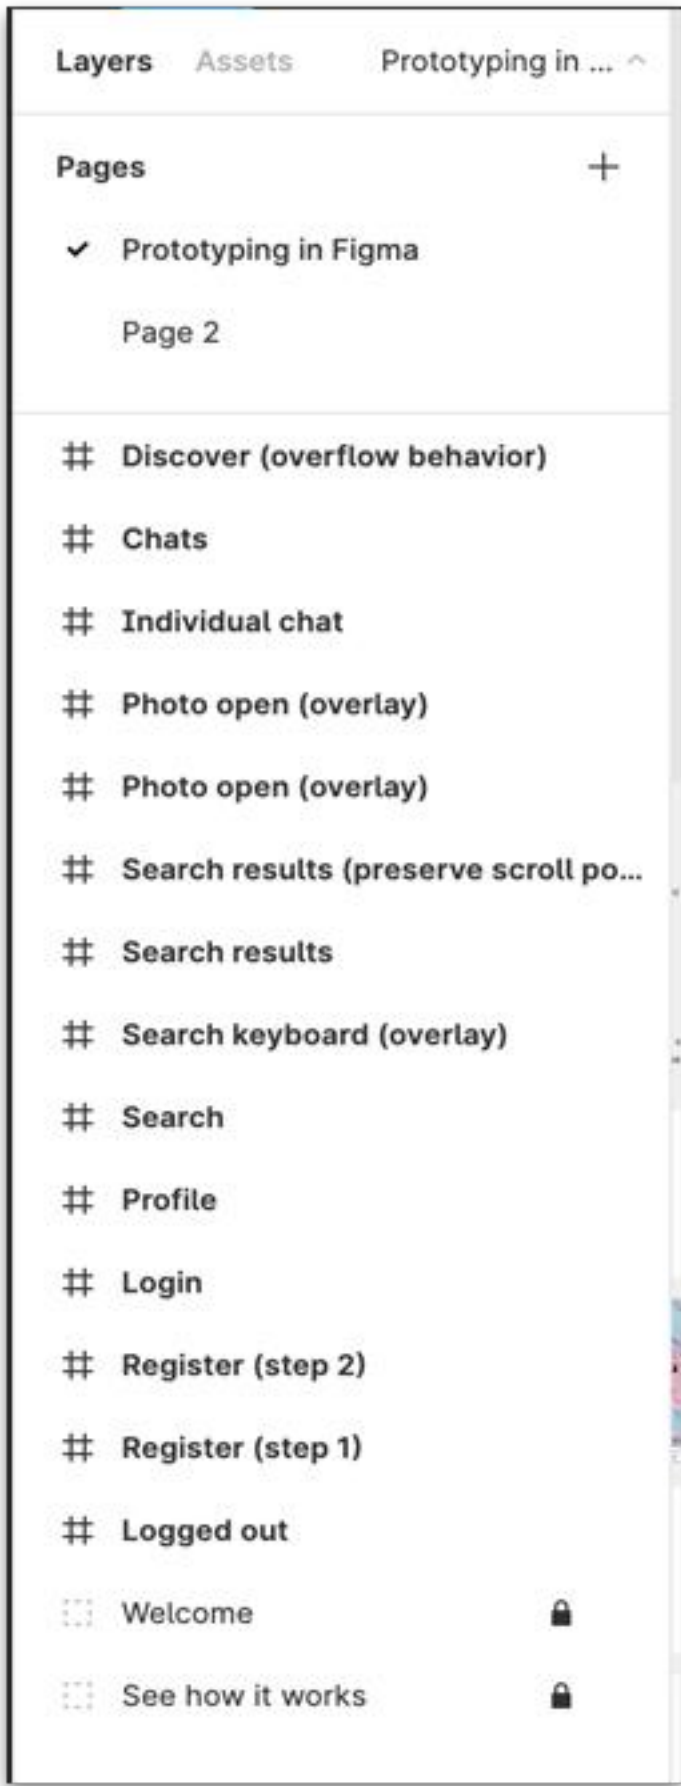 Layers Assets Prototyping in ...
Pages
Prototyping in Figma
Page 2
Discover (overflow behavior)
Chats
Individual chat
Photo open (overlay)
Photo open (overlay)
Search results (preserve scroll po...
Search results
Search keyboard (overlay)
Search
Profile
Login
Register (step 2)
Register (step 1)
Logged out
Welcome
See how it works